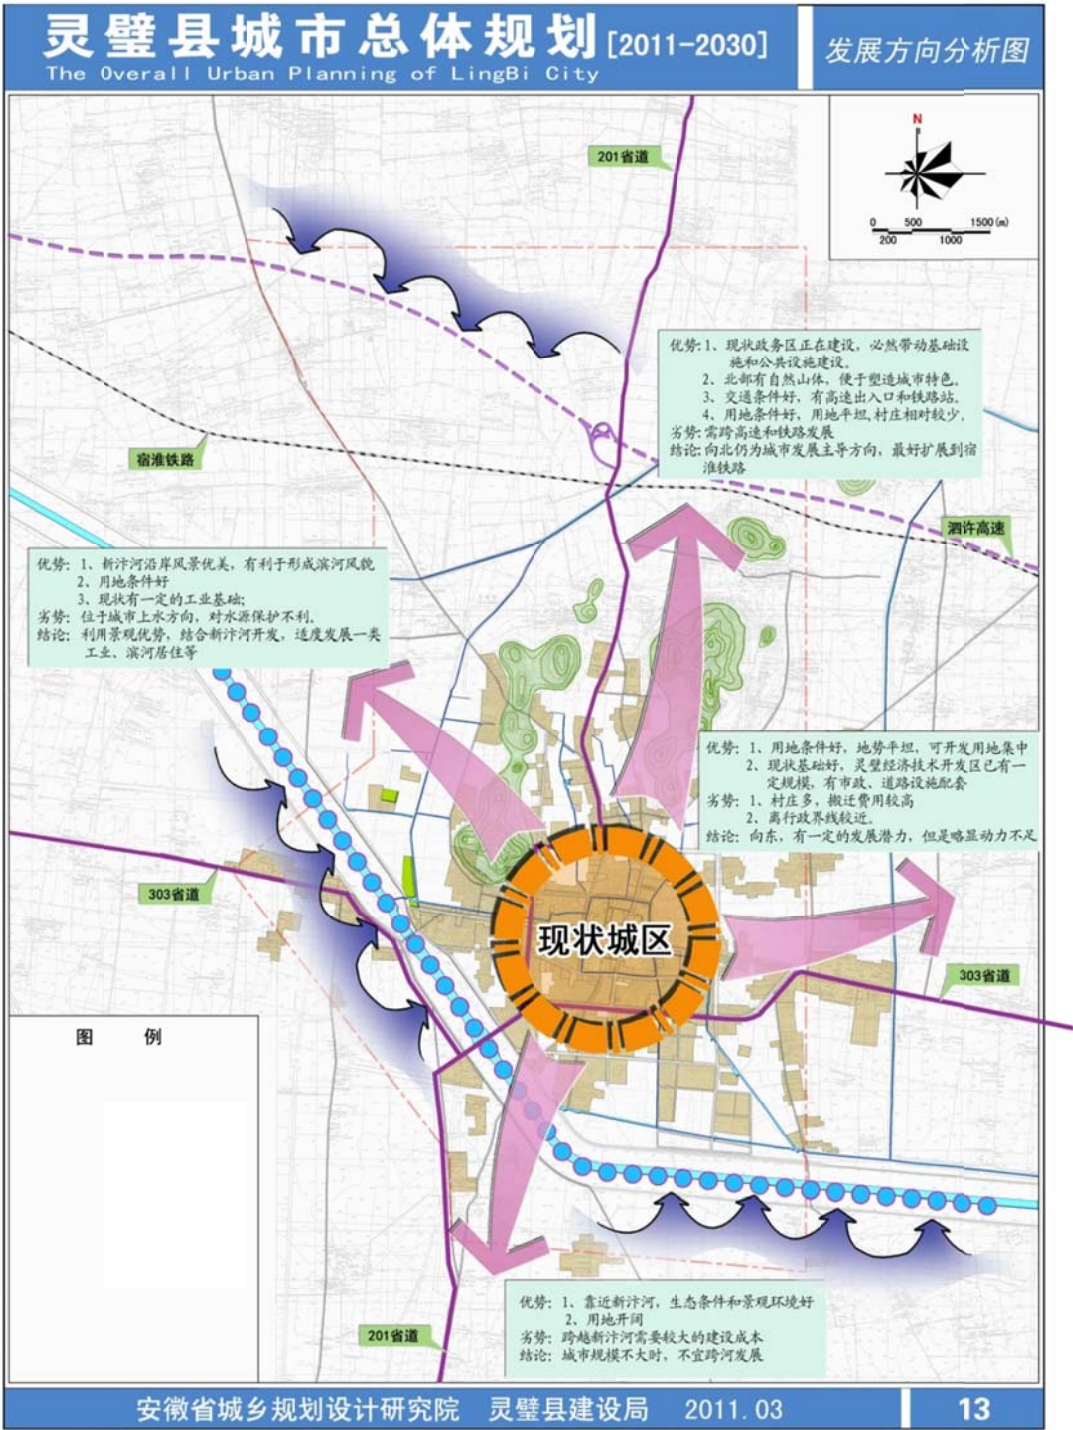 灵璧县城市总体规划[2011-2030]
The Overall Urban Planning of LingBi City
发展方向分析图
N
0 500 1500(m)
200 1000
201省道
优势: 1、现状政务区正在建设，必然带动基础设
施和公共设施建设。
2、北部有自然山体，便于塑造城市特色。
3、交通条件好，有高速出入口和铁路站。
4、用地条件好，用地平坦,村庄相对较少.
劣势:需跨高速和铁路发展
结论:向北仍为城市发展主导方向，最好扩展到宿
淮铁路
宿淮铁路
泗许高速
优势: 1、新汴河沿岸风景优美，有利于形成滨河风貌
2、用地条件好
3、现状有一定的工业基础;
劣势: 位于城市上水方向，对水源保护不利。
结论: 利用景观优势，结合新汴河开发，适度发展一类
工业、滨河居住等
优势: 1、用地条件好，地势平坦，可开发用地集中
2、现状基础好，灵璧经济技术开发区已有一
定规模，有市政、道路设施配套
劣势: 1、村庄多，搬迁费用较高
2、离行政界线较近。
结论: 向东，有一定的发展潜力，但是略显动力不足
303省道
现状城区
303省道
图 例
优势: 1、靠近新汴河，生态条件和景观环境好
2、用地开阔
劣势: 跨越新汴河需要较大的建设成本
结论: 城市规模不大时，不宜跨河发展
201省道
安徽省城乡规划设计研究院 灵璧县建设局 2011.03
13